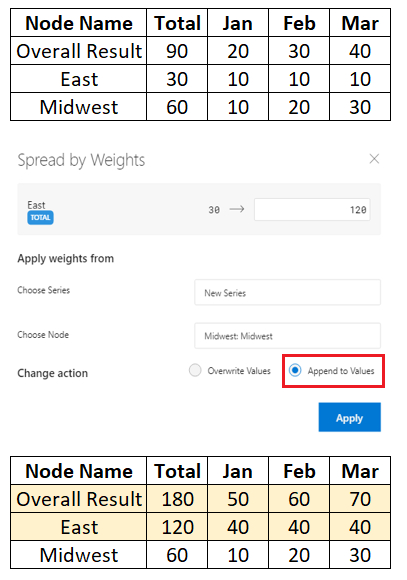 Node Name Total Jan Feb Mar
Overall Result 90 20 30 40
East 30 10 10 10
Midwest 60 10 20 30
Spread by Weights
East 30 → 120
TOTAL
Apply weights from
Choose Series New Series
Choose Node Midwest: Midwest
Change action Overwrite Values Append to Values
Apply
Node Name Total Jan Feb Mar
Overall Result 180 50 60 70
East 120 40 40 40
Midwest 60 10 20 30